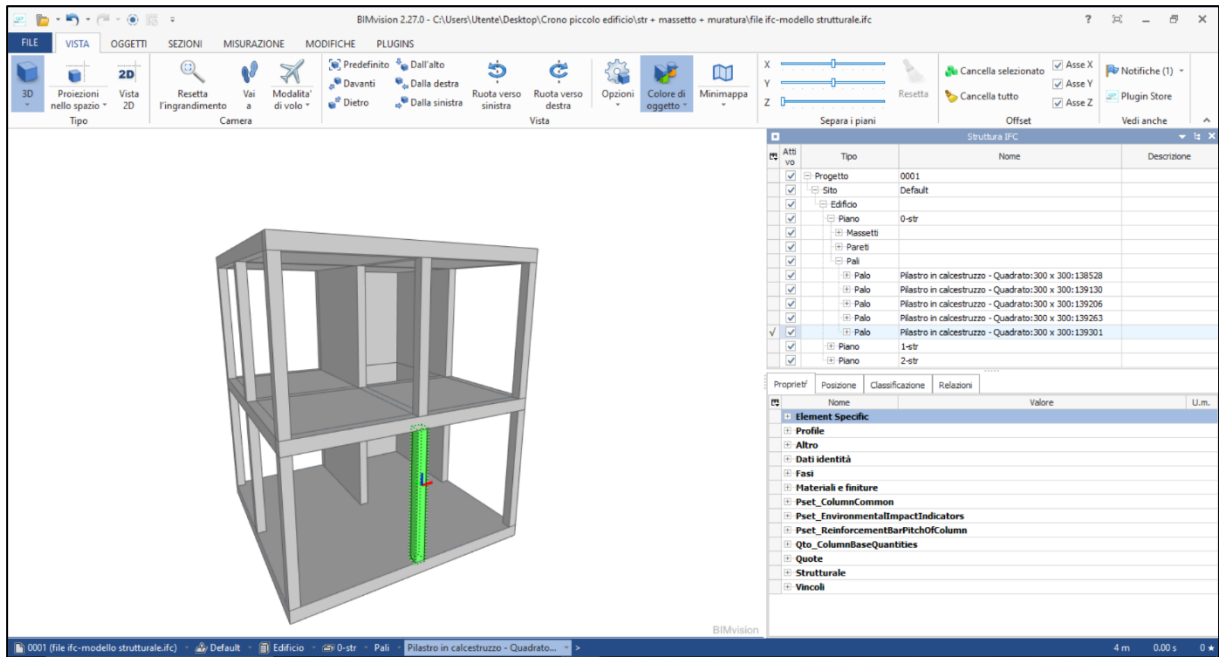 BIMvision 2.27.0 - C:\Users\Utente\Desktop\Crono piccolo edificio\str + massetto + muratura\file ifc-modello strutturale.ifc
FILE VISTA OGGETTI SEZIONI MISURAZIONE MODIFICHE PLUGINS
3D
Proiezioni nello spazio
2D
Vista 2D
Tipo
Resetta l'ingrandimento
Vai a
Modalita' di volo
Camera
Predefinito
Davanti
Dietro
Dall'alto
Dalla destra
Dalla sinistra
Ruota verso sinistra
Ruota verso destra
Opzioni
Colore di oggetto
Minimappa
Vista
X
Y
Z
Resetta
Separa i piani
Cancella selezionato
Cancella tutto
Asse X
Asse Y
Asse Z
Offset
Notifiche (1)
Plugin Store
Vedi anche
Struttura IFC
Atti vo Tipo Nome Descrizione
Progetto 0001
Sito Default
Edificio
Piano 0-str
Massetti
Pareti
Pali
Palo Pilastro in calcestruzzo - Quadrato:300 x 300:138528
Palo Pilastro in calcestruzzo - Quadrato:300 x 300:139130
Palo Pilastro in calcestruzzo - Quadrato:300 x 300:139206
Palo Pilastro in calcestruzzo - Quadrato:300 x 300:139263
Palo Pilastro in calcestruzzo - Quadrato:300 x 300:139301
Piano 1-str
Piano 2-str
Posizione Classificazione Relazioni
Nome Valore U.m.
Element Specific
Profile
Altro
Dati identità
Fasi
Materiali e finiture
Pset_ColumnCommon
Pset_EnvironmentalImpactIndicators
Pset_ReinforcementBarPitchOfColumn
Qto_ColumnBaseQuantities
Quote
Strutturale
Vincoli
BIMvision
0001 (file ifc-modello strutturale.ifc) Default Edificio 0-str Pali Pilastro in calcestruzzo - Quadrato... > 4 m 0.00 s 0